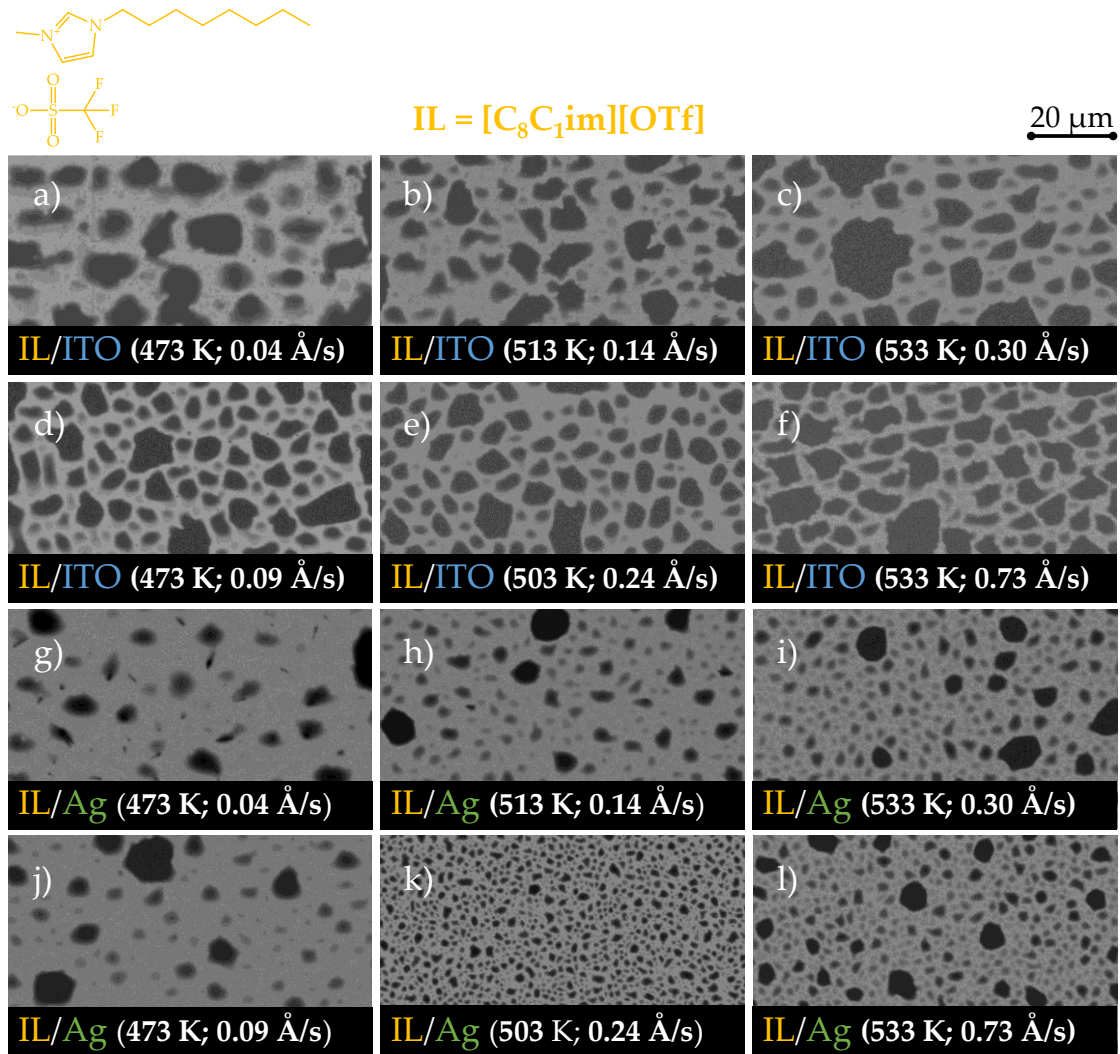 N
N+
O
-O
S
O
F
F
F
IL = [C₈C₁im][OTf]
20 µm
a)
b)
c)
IL/ITO (473 K; 0.04 Å/s)
IL/ITO (513 K; 0.14 Å/s)
IL/ITO (533 K; 0.30 Å/s)
d)
e)
f)
IL/ITO (473 K; 0.09 Å/s)
IL/ITO (503 K; 0.24 Å/s)
IL/ITO (533 K; 0.73 Å/s)
g)
h)
i)
IL/Ag (473 K; 0.04 Å/s)
IL/Ag (513 K; 0.14 Å/s)
IL/Ag (533 K; 0.30 Å/s)
j)
k)
l)
IL/Ag (473 K; 0.09 Å/s)
IL/Ag (503 K; 0.24 Å/s)
IL/Ag (533 K; 0.73 Å/s)